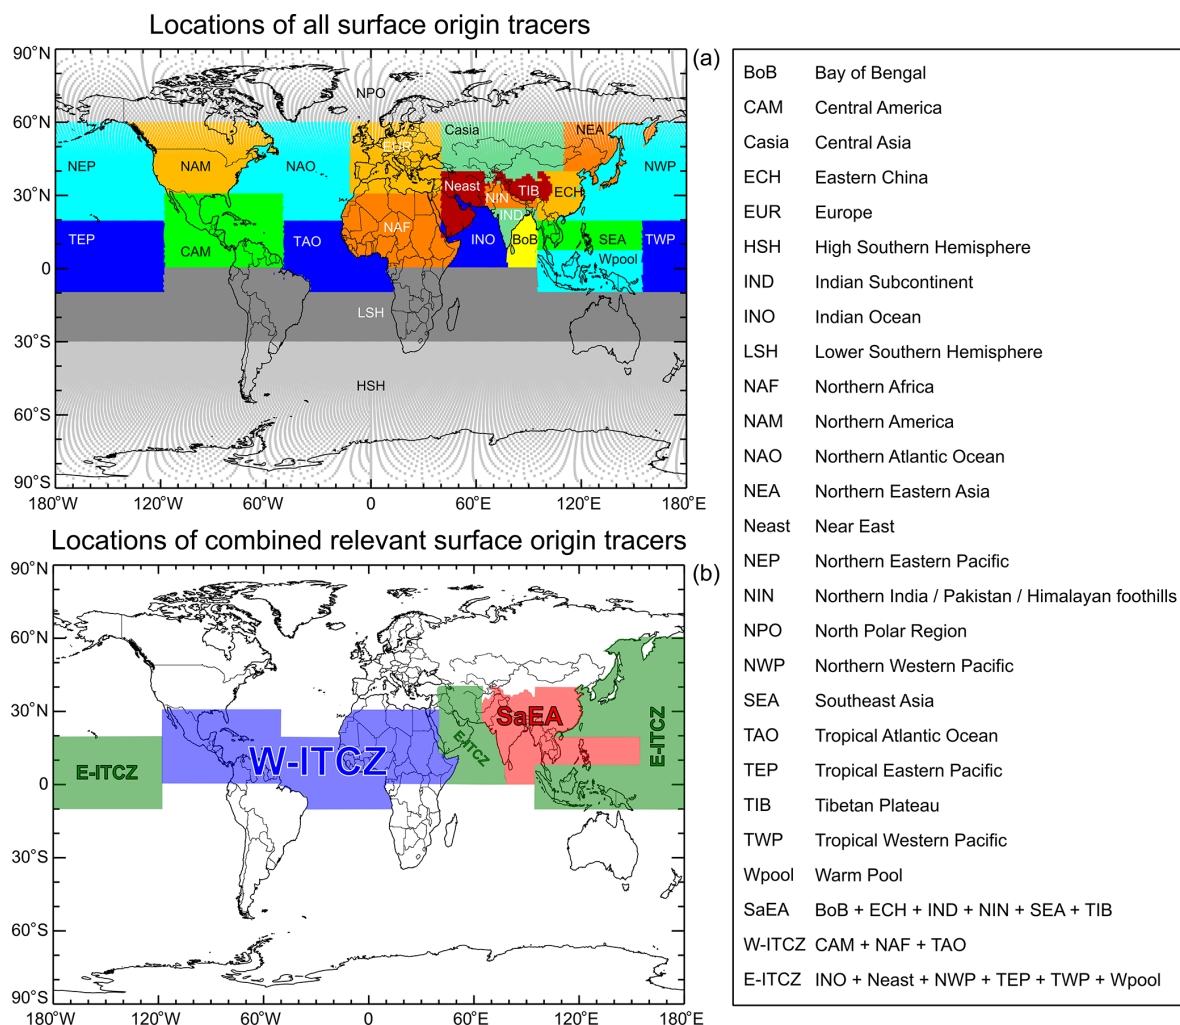 Locations of all surface origin tracers
(a)
90°N
60°N
30°N
0
30°S
60°S
90°S
NPO
Casia
NEA
NEP
NAM
NAO
EUR
NWP
Neast
TIB
NIN
ECH
IND
TEP
CAM
TAO
NAF
INO
BoB
SEA
TWP
Wpool
LSH
HSH
180°W
120°W
60°W
0
60°E
120°E
180°E
Locations of combined relevant surface origin tracers
(b)
90°N
60°N
30°N
0
30°S
60°S
90°S
SaEA
E-ITCZ
W-ITCZ
E-ITCZ
E-ITCZ
180°W
120°W
60°W
0
60°E
120°E
180°E
BoB Bay of Bengal
CAM Central America
Casia Central Asia
ECH Eastern China
EUR Europe
HSH High Southern Hemisphere
IND Indian Subcontinent
INO Indian Ocean
LSH Lower Southern Hemisphere
NAF Northern Africa
NAM Northern America
NAO Northern Atlantic Ocean
NEA Northern Eastern Asia
Neast Near East
NEP Northern Eastern Pacific
NIN Northern India / Pakistan / Himalayan foothills
NPO North Polar Region
NWP Northern Western Pacific
SEA Southeast Asia
TAO Tropical Atlantic Ocean
TEP Tropical Eastern Pacific
TIB Tibetan Plateau
TWP Tropical Western Pacific
Wpool Warm Pool
SaEA BoB + ECH + IND + NIN + SEA + TIB
W-ITCZ CAM + NAF + TAO
E-ITCZ INO + Neast + NWP + TEP + TWP + Wpool